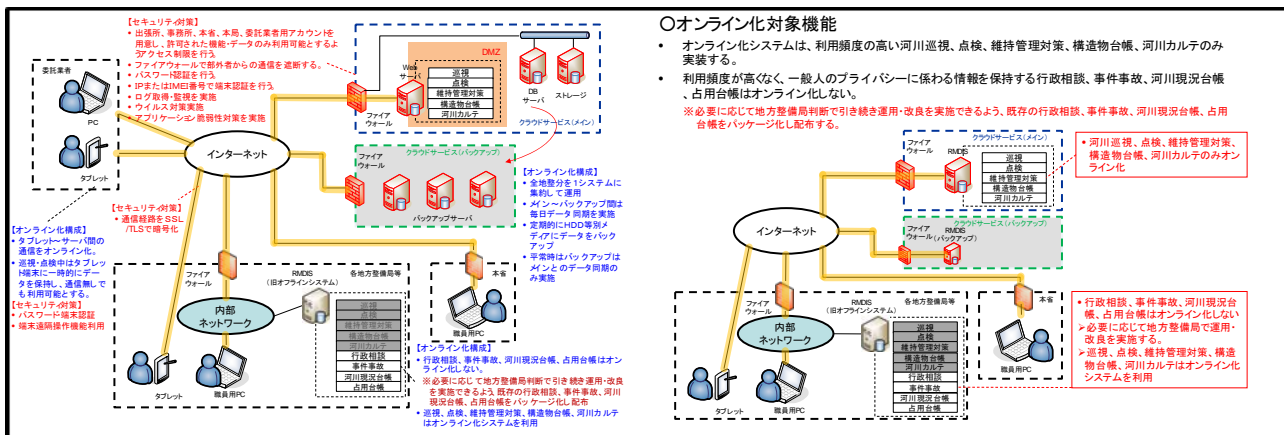 【セキュリティ対策】
• 出張所、事務所、本省、本局、委託業者用アカウントを
用意し、許可された機能・データのみ利用可能とするよ
うアクセス制限を行う
• ファイアウォールで部外者からの通信を遮断する。
• パスワード認証を行う
• IPまたはIMEI番号で端末認証を行う
• ログ取得・監視を実施
• ウイルス対策実施
• アプリケーション脆弱性対策を実施
委託業者
PC
タブレット
インターネット
DMZ
Web
サーバ
巡視
点検
維持管理対策
構造物台帳
河川カルテ
ファイア
ウォール
DB
サーバ
ストレージ
クラウドサービス(メイン)
クラウドサービス(バックアップ)
ファイア
ウォール
バックアップサーバ
【オンライン化構成】
• 全地整分を1システムに
集約して運用
• メイン~バックアップ間は
毎日データ同期を実施
• 定期的にHDD等別メ
ディアにデータをバック
アップ
• 平常時はバックアップは
メインとのデータ同期の
み実施
【セキュリティ対策】
• 通信経路をSSL
/TLSで暗号化
【オンライン化構成】
• タブレット~サーバ間の
通信をオンライン化。
• 巡視・点検中はタブレッ
ト端末に一時的にデー
タを保持し、通信無しで
も利用可能とする。
【セキュリティ対策】
• パスワード端末認証
• 端末遠隔操作機能利用
ファイア
ウォール
RMDIS
(旧オフラインシステム)
各地方整備局等
内部
ネットワーク
巡視
点検
維持管理対策
構造物台帳
河川カルテ
行政相談
事件事故
河川現況台帳
占用台帳
タブレット
職員用PC
本省
職員用PC
【オンライン化構成】
• 行政相談、事件事故、河川現況台帳、占用台帳はオン
ライン化しない。
※必要に応じて地方整備局判断で引き続き運用・改良
を実施できるよう、既存の行政相談、事件事故、河川
現況台帳、占用台帳をパッケージ化し配布
• 巡視、点検、維持管理対策、構造物台帳、河川カルテ
はオンライン化システムを利用
○オンライン化対象機能
• オンライン化システムは、利用頻度の高い河川巡視、点検、維持管理対策、構造物台帳、河川カルテのみ
実装する。
• 利用頻度が高くなく、一般人のプライバシーに係わる情報を保持する行政相談、事件事故、河川現況台帳
、占用台帳はオンライン化しない。
※必要に応じて地方整備局判断で引き続き運用・改良を実施できるよう、既存の行政相談、事件事故、河川現況台帳、占用
台帳をパッケージ化し配布する。
クラウドサービス(メイン)
ファイア
ウォール
RMDIS
巡視
点検
維持管理対策
構造物台帳
河川カルテ
• 河川巡視、点検、維持管理対策、
構造物台帳、河川カルテのみオン
ライン化
インターネット
クラウドサービス(バックアップ)
ファイア
ウォール
RMDIS
(バックアップ)
ファイア
ウォール
RMDIS
(旧オフラインシステム)
各地方整備局等
内部
ネットワーク
巡視
点検
維持管理対策
構造物台帳
河川カルテ
行政相談
事件事故
河川現況台帳
占用台帳
タブレット
職員用PC
本省
職員用PC
• 行政相談、事件事故、河川現況台
帳、占用台帳はオンライン化しない
➢必要に応じて地方整備局で運用・
改良を実施する。
➢巡視、点検、維持管理対策、構造
物台帳、河川カルテはオンライン化
システムを利用